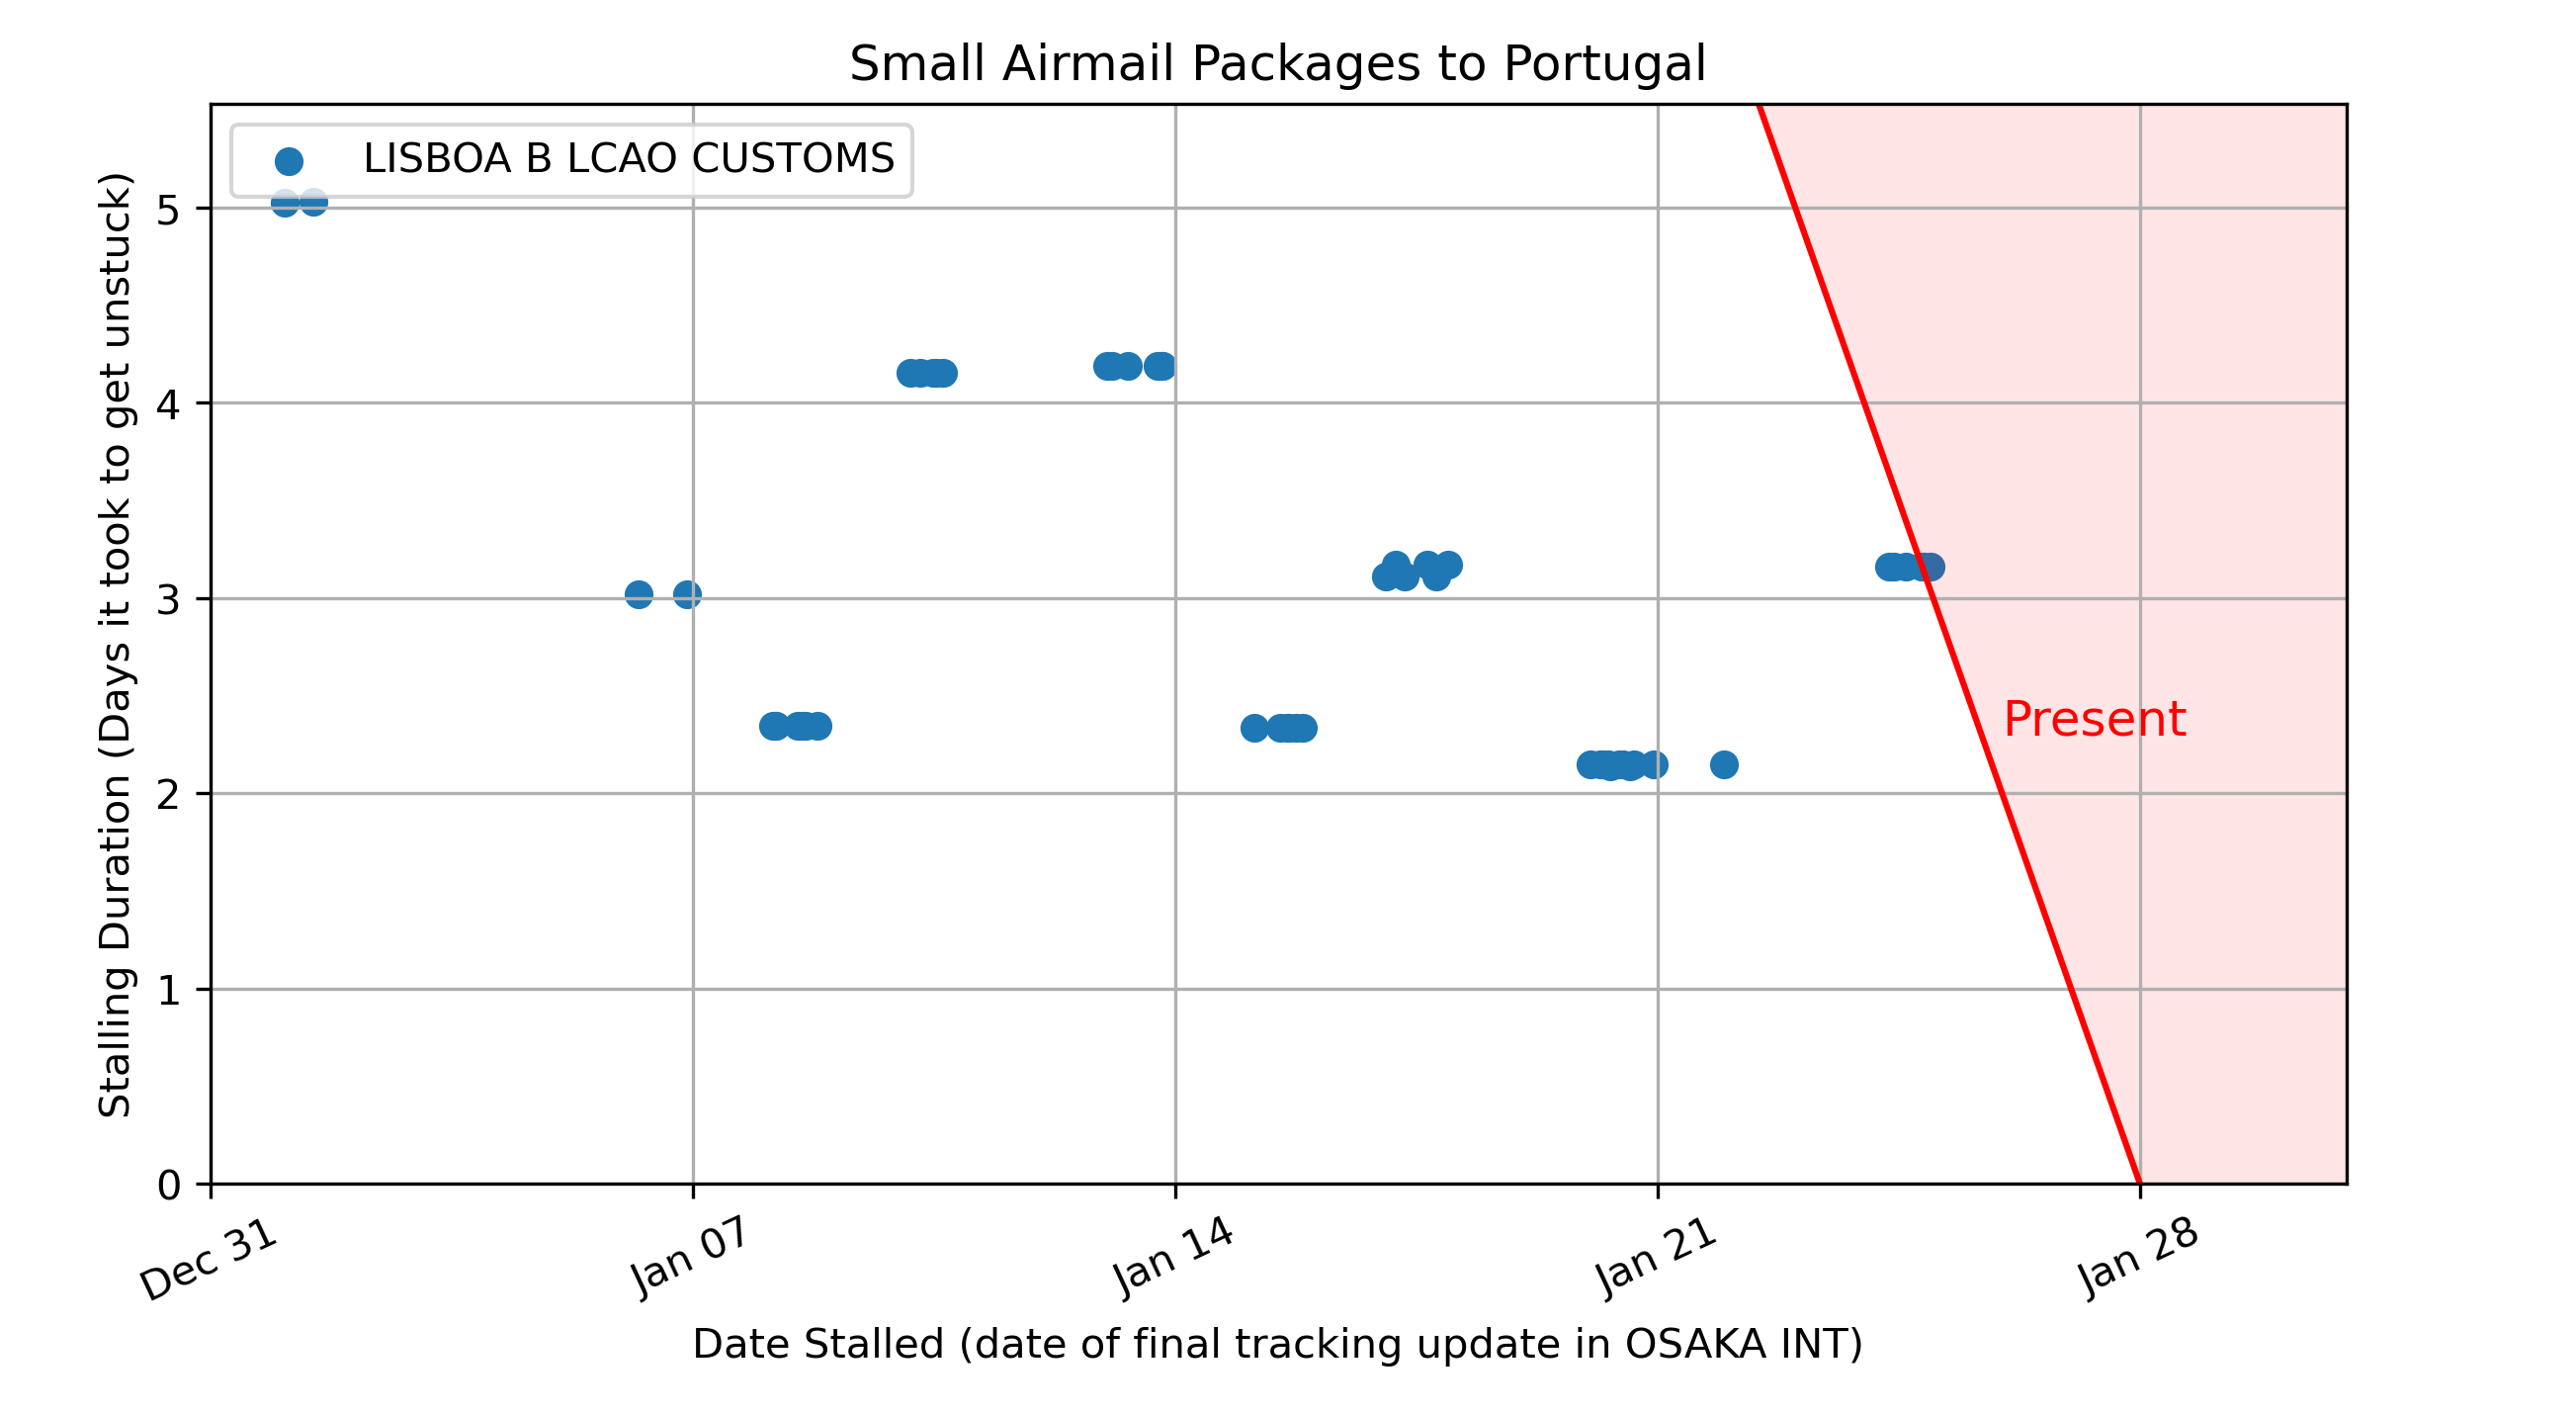 Small Airmail Packages to Portugal
LISBOA B LCAO CUSTOMS
Stalling Duration (Days it took to get unstuck)
5
4
3
2
1
0
Present
Dec 31
Jan 07
Jan 14
Jan 21
Jan 28
Date Stalled (date of final tracking update in OSAKA INT)